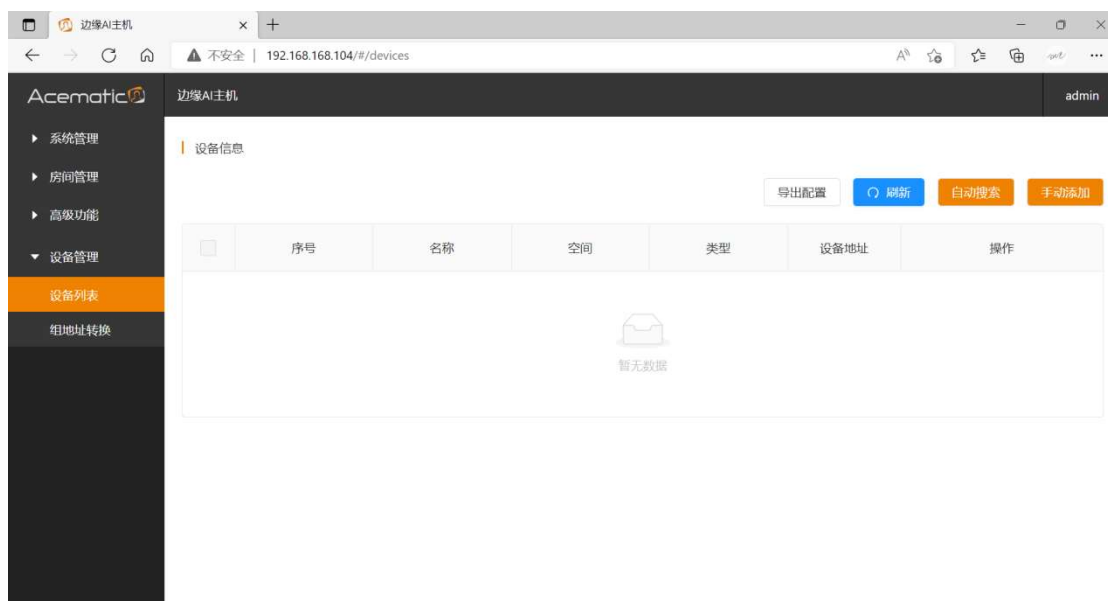 边缘AI主机
不安全 | 192.168.168.104/#/devices
Acematic
边缘AI主机
admin
系统管理
房间管理
高级功能
设备管理
设备列表
组地址转换
设备信息
导出配置 刷新 自动搜索 手动添加
序号 名称 空间 类型 设备地址 操作
暂无数据